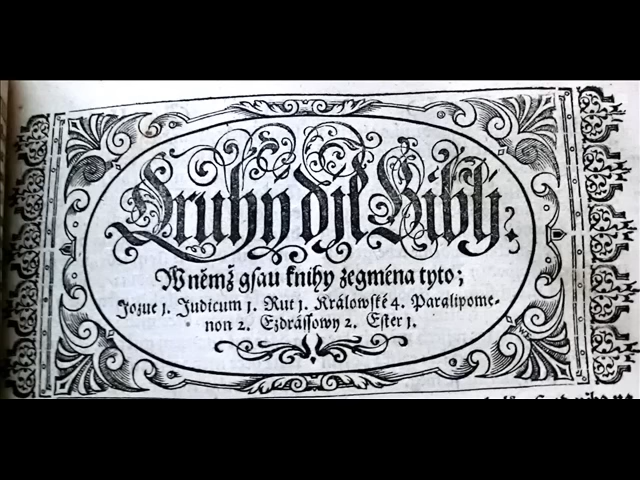 Druhý djl Biblj.
W němž gsau knihy zegména tyto;
Jozue 1. Judicum 1. Rut 1. Králowské 4. Paralipome-
non 2. Ezdrássowy 2. Ester 1.